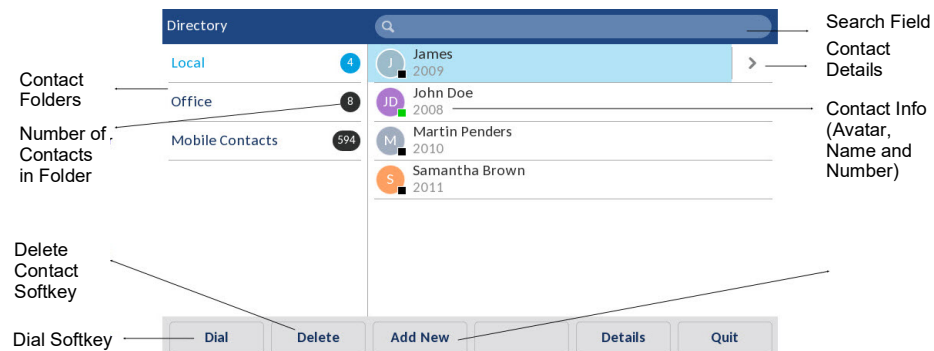 Directory
Search Field
Local
4
James
2009
Contact
Details
Contact
Folders
Office
8
JD
John Doe
2008
Contact Info
(Avatar,
Name and
Number)
Number of
Contacts
in Folder
Mobile Contacts
594
M
Martin Penders
2010
J
S
Samantha Brown
2011
Delete
Contact
Softkey
Dial Softkey
Dial
Delete
Add New
Details
Quit